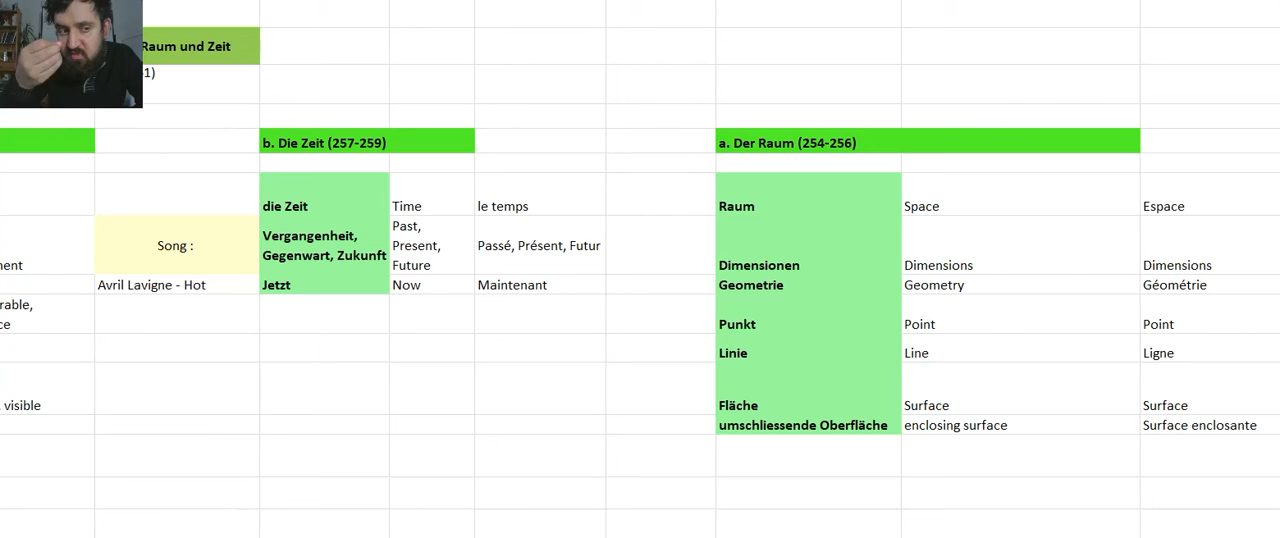 Raum und Zeit
1)
b. Die Zeit (257-259)
a. Der Raum (254-256)
die Zeit
Time
le temps
Raum
Space
Espace
Song :
Vergangenheit,
Gegenwart, Zukunft
Past,
Present,
Future
Passé, Présent, Futur
Dimensionen
Dimensions
Dimensions
Avril Lavigne - Hot
Jetzt
Now
Maintenant
Geometrie
Geometry
Géométrie
Punkt
Point
Point
Linie
Line
Ligne
visible
Fläche
Surface
Surface
umschliessende Oberfläche
enclosing surface
Surface enclosante